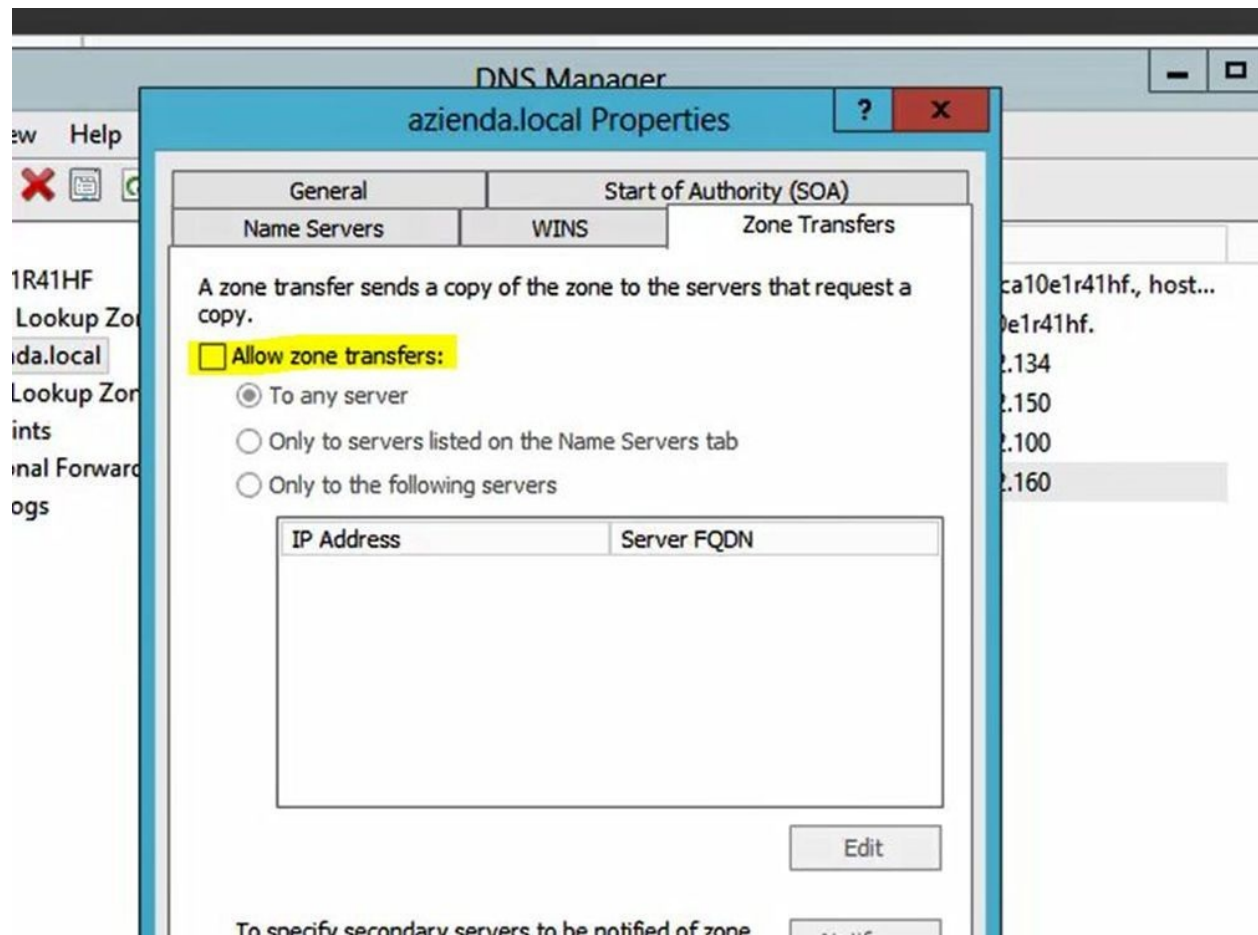 DNS Manager
azienda.local Properties
?
X
Help
General
Start of Authority (SOA)
Name Servers
WINS
Zone Transfers
A zone transfer sends a copy of the zone to the servers that request a
copy.
Allow zone transfers:
To any server
Only to servers listed on the Name Servers tab
Only to the following servers
IP Address
Server FQDN
Edit
To specify secondary servers to be notified of zone
1R41HF
Lookup Zo
da.local
Lookup Zon
ints
nal Forward
ogs
ca10e1r41hf., host...
e1r41hf.
.134
.150
.100
.160